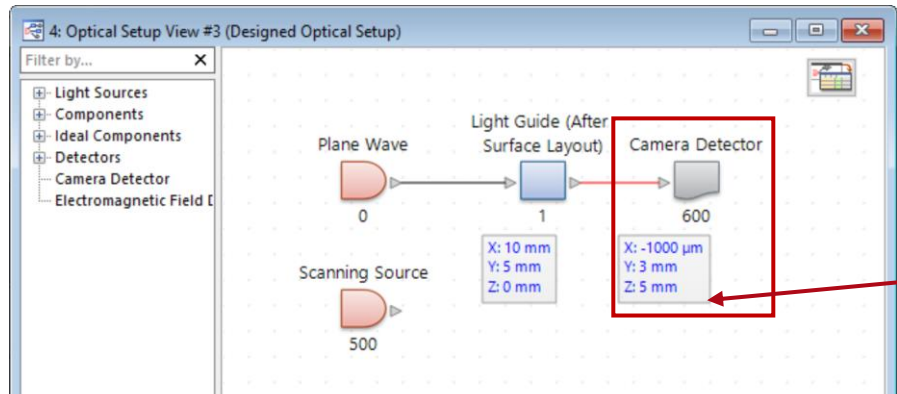 4: Optical Setup View #3 (Designed Optical Setup)
Filter by...
Light Sources
Components
Ideal Components
Detectors
Camera Detector
Electromagnetic Field D
Plane Wave
0
Light Guide (After
Surface Layout)
1
X: 10 mm
Y: 5 mm
Z: 0 mm
Camera Detector
600
X: -1000 µm
Y: 3 mm
Z: 5 mm
Scanning Source
500